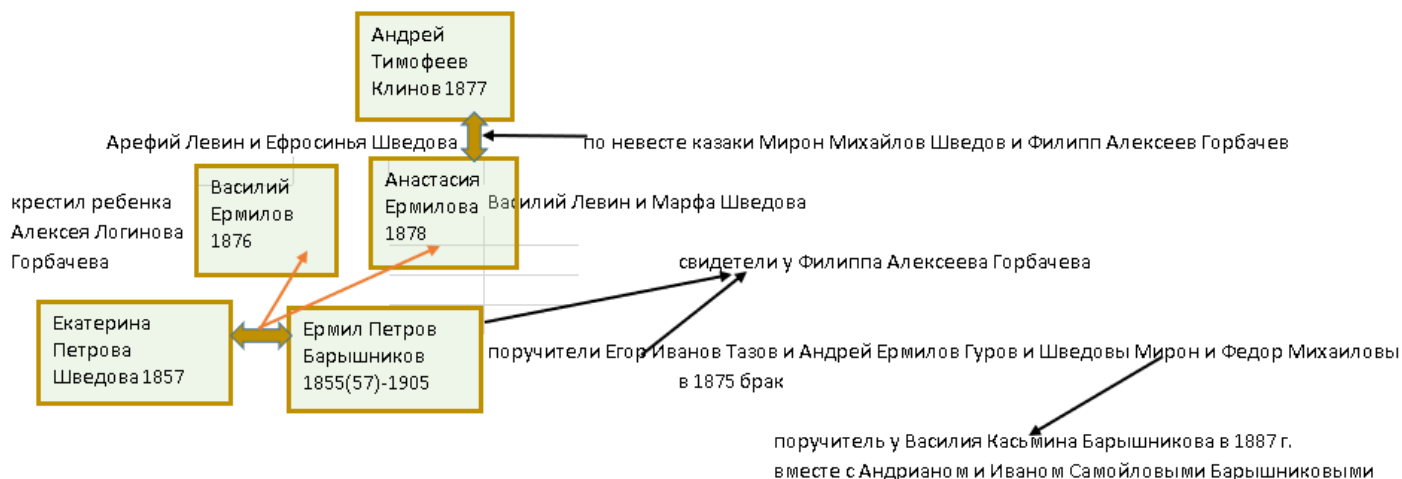 Андрей
Тимофеев
Клинов 1877
Арефий Левин и Ефросинья Шведова
по невесте казаки Мирон Михайлов Шведов и Филипп Алексеев Горбачев
крестил ребенка
Алексея Логинова
Горбачева
Василий
Ермилов
1876
Анастасия
Ермилова
1878
Василий Левин и Марфа Шведова
свидетели у Филиппа Алексеева Горбачева
Екатерина
Петрова
Шведова 1857
Ермил Петров
Барышников
1855(57)-1905
поручители Егор Иванов Тазов и Андрей Ермилов Гуров и Шведовы Мирон и Федор Михаиловы
в 1875 брак
поручитель у Василия Касьмина Барышникова в 1887 г.
вместе с Андрианом и Иваном Самойловыми Барышниковыми